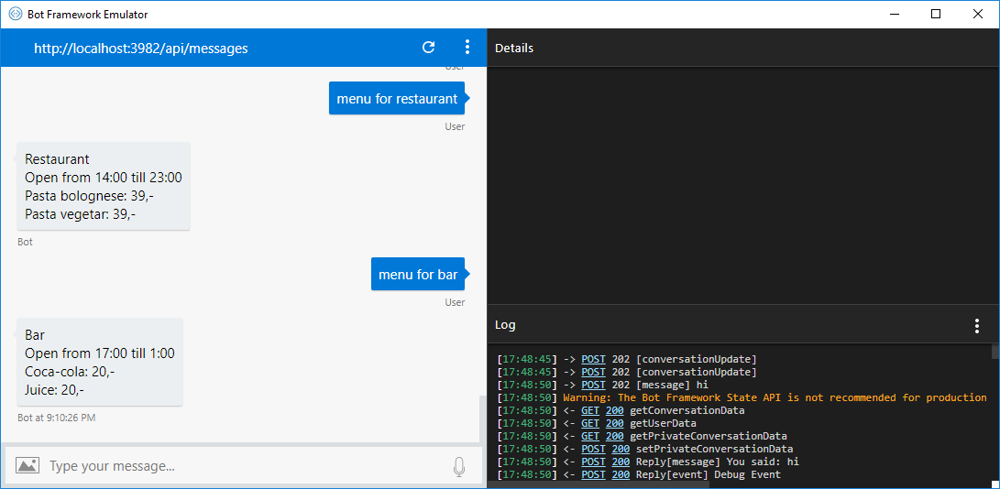 Bot Framework Emulator
http://localhost:3982/api/messages
User
menu for restaurant
User
Restaurant
Open from 14:00 till 23:00
Pasta bolognese: 39,-
Pasta vegetar: 39,-
Bot
menu for bar
User
Bar
Open from 17:00 till 1:00
Coca-cola: 20,-
Juice: 20,-
Bot at 9:10:26 PM
Type your message...
Details
Log
[17:48:45] -> POST 202 [conversationUpdate]
[17:48:45] -> POST 202 [conversationUpdate]
[17:48:50] -> POST 202 [message] hi
[17:48:50] Warning: The Bot Framework State API is not recommended for production
[17:48:50] <- GET 200 getConversationData
[17:48:50] <- GET 200 getUserData
[17:48:50] <- GET 200 getPrivateConversationData
[17:48:50] <- POST 200 setPrivateConversationData
[17:48:50] <- POST 200 Reply[message] You said: hi
[17:48:50] <- POST 200 Reply[event] Debug Event